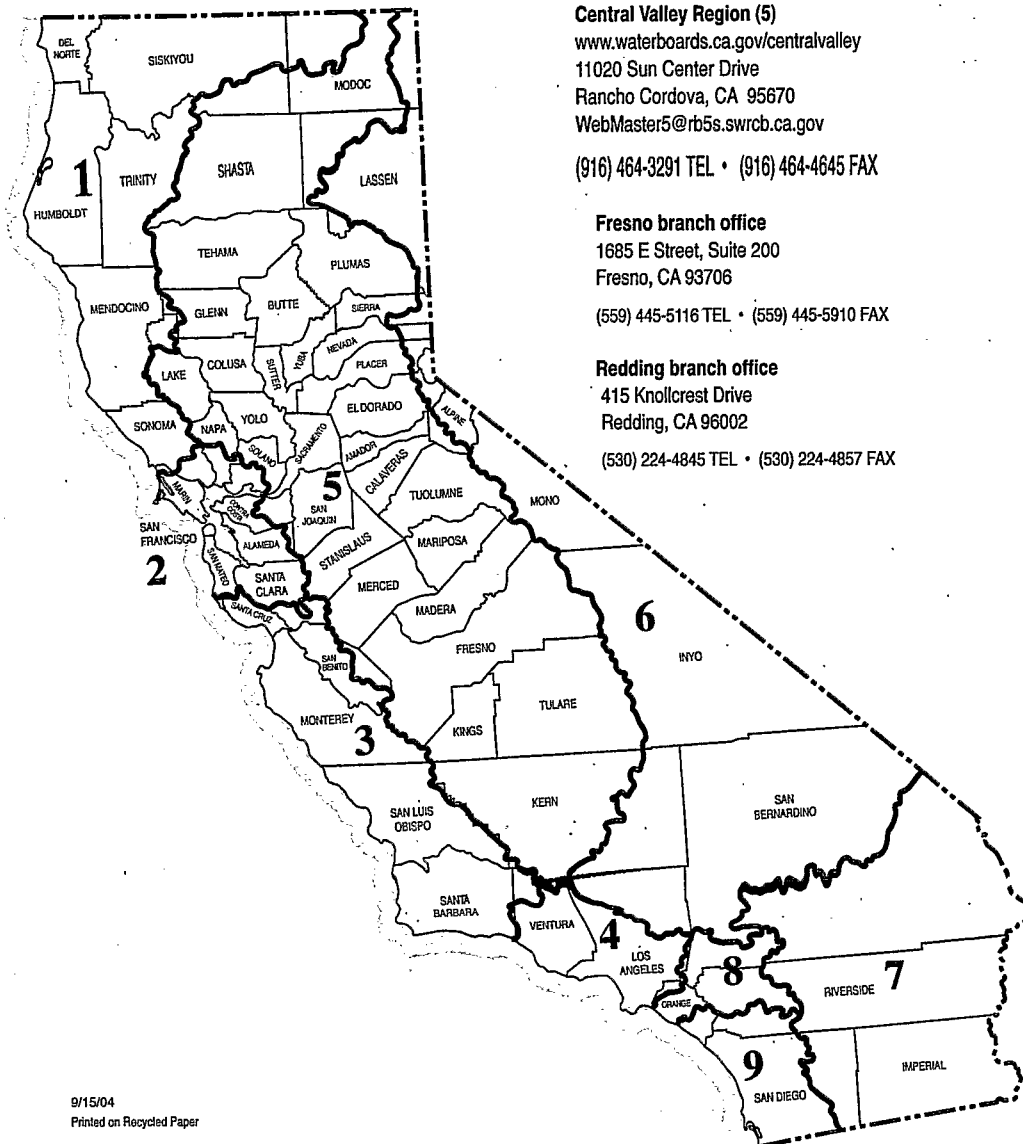 Central Valley Region (5)
www.waterboards.ca.gov/centralvalley
11020 Sun Center Drive
Rancho Cordova, CA 95670
WebMaster5@rb5s.swrcb.ca.gov
(916) 464-3291 TEL • (916) 464-4645 FAX
Fresno branch office
1685 E Street, Suite 200
Fresno, CA 93706
(559) 445-5116 TEL • (559) 445-5910 FAX
Redding branch office
415 Knollcrest Drive
Redding, CA 96002
(530) 224-4845 TEL • (530) 224-4857 FAX
DEL
NORTE
SISKIYOU
MODOC
1
HUMBOLDT
TRINITY
SHASTA
LASSEN
TEHAMA
PLUMAS
MENDOCINO
GLENN
BUTTE
SIERRA
LAKE
COLUSA
SUTTER
YUBA
NEVADA
PLACER
SONOMA
NAPA
YOLO
EL DORADO
ALPINE
SOLANO
SACRAMENTO
AMADOR
CALAVERAS
MARIN
CONTRA
COSTA
5
SAN
JOAQUIN
TUOLUMNE
MONO
SAN
FRANCISCO
2
ALAMEDA
STANISLAUS
MARIPOSA
SAN MATEO
SANTA
CLARA
MERCED
SANTA CRUZ
MADERA
6
SAN
BENITO
FRESNO
INYO
MONTEREY
3
KINGS
TULARE
SAN LUIS
OBISPO
KERN
SAN
BERNARDINO
SANTA
BARBARA
VENTURA
4
LOS
ANGELES
8
7
RIVERSIDE
ORANGE
9
SAN DIEGO
IMPERIAL
9/15/04
Printed on Recycled Paper